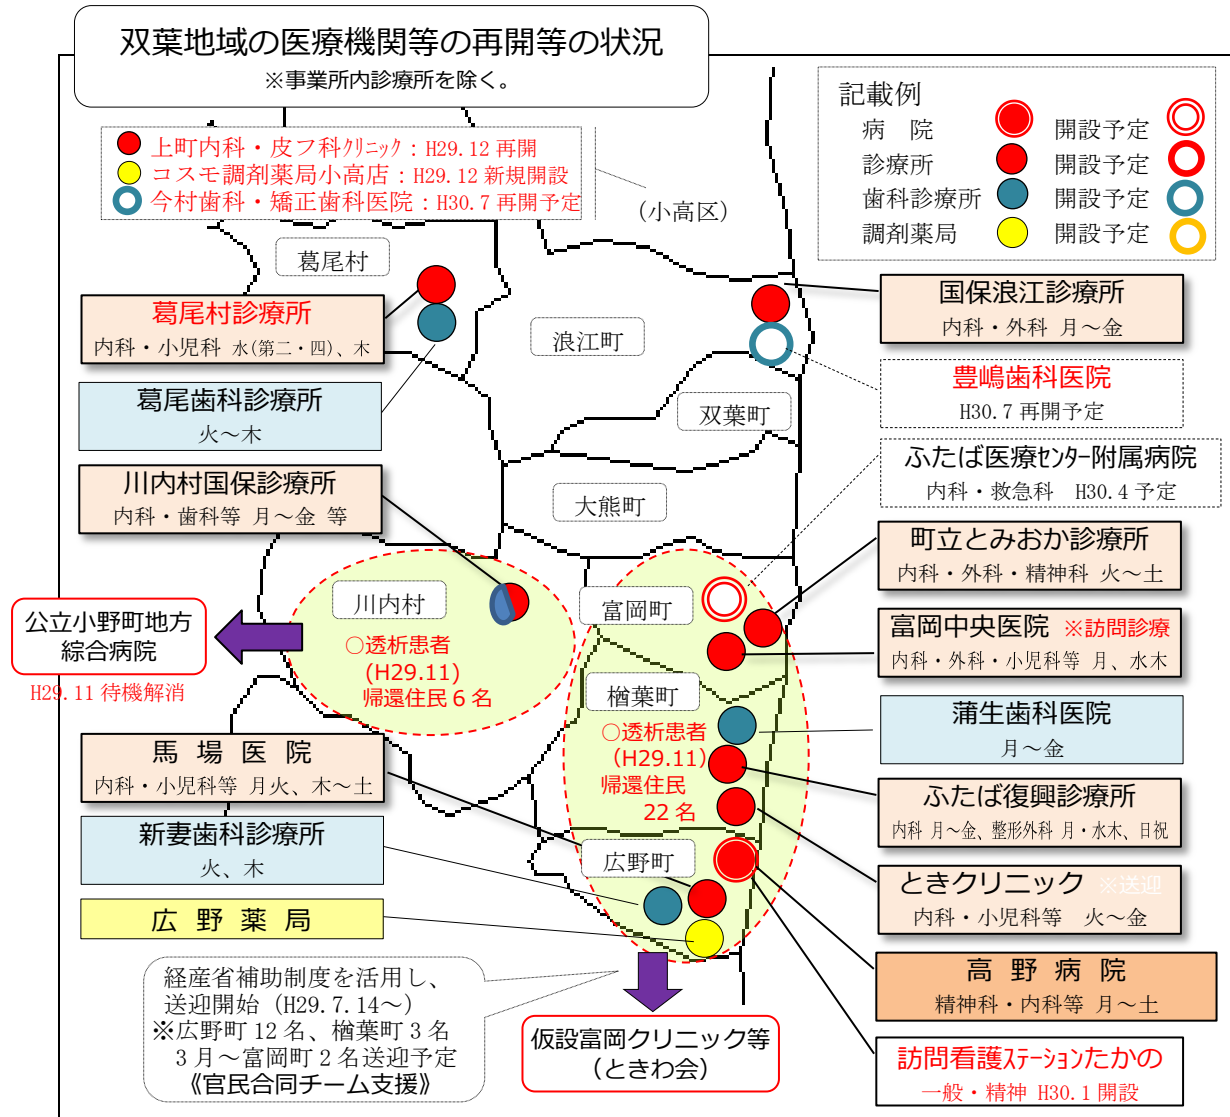 双葉地域の医療機関等の再開等の状況
※事業所内診療所を除く。
記載例
病　院　開設予定
診療所　開設予定
歯科診療所　開設予定
調剤薬局　開設予定
上町内科・皮フ科クリニック：H29.12 再開
コスモ調剤薬局小高店：H29.12 新規開設
今村歯科・矯正歯科医院：H30.7 再開予定
（小高区）
葛尾村
浪江町
双葉町
大熊町
川内村
富岡町
楢葉町
広野町
葛尾村診療所
内科・小児科 水(第二・四)、木
葛尾歯科診療所
火～木
川内村国保診療所
内科・歯科等 月～金 等
公立小野町地方
綜合病院
H29.11 待機解消
○透析患者
(H29.11)
帰還住民６名
○透析患者
(H29.11)
帰還住民
22 名
馬 場 医 院
内科・小児科等 月火、木～土
新妻歯科診療所
火、木
広 野 薬 局
経産省補助制度を活用し、
送迎開始（H29.7.14～）
※広野町 12 名、楢葉町 3 名
3 月～富岡町 2 名送迎予定
《官民合同チーム支援》
仮設富岡クリニック等
（ときわ会）
国保浪江診療所
内科・外科 月～金
豊嶋歯科医院
H30.7 再開予定
ふたば医療センター附属病院
内科・救急科　H30.4 予定
町立とみおか診療所
内科・外科・精神科 火～土
富岡中央医院 ※訪問診療
内科・外科・小児科等 月、水木
蒲生歯科医院
月～金
ふたば復興診療所
内科 月～金、整形外科 月・水木、日祝
ときクリニック ※送迎
内科・小児科等　火～金
高 野 病 院
精神科・内科等 月～土
訪問看護ステーションたかの
一般・精神 H30.1 開設